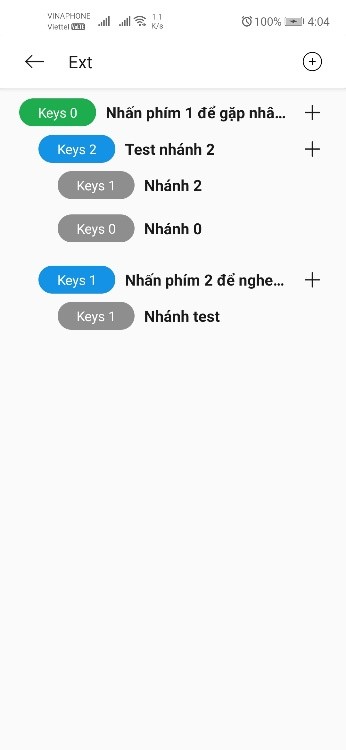 VINAPHONE
Viettel VoLTE
1.1
K/s
100% 4:04
Ext
Keys 0 Nhấn phím 1 để gặp nhâ...
Keys 2 Test nhánh 2
Keys 1 Nhánh 2
Keys 0 Nhánh 0
Keys 1 Nhấn phím 2 để nghe...
Keys 1 Nhánh test